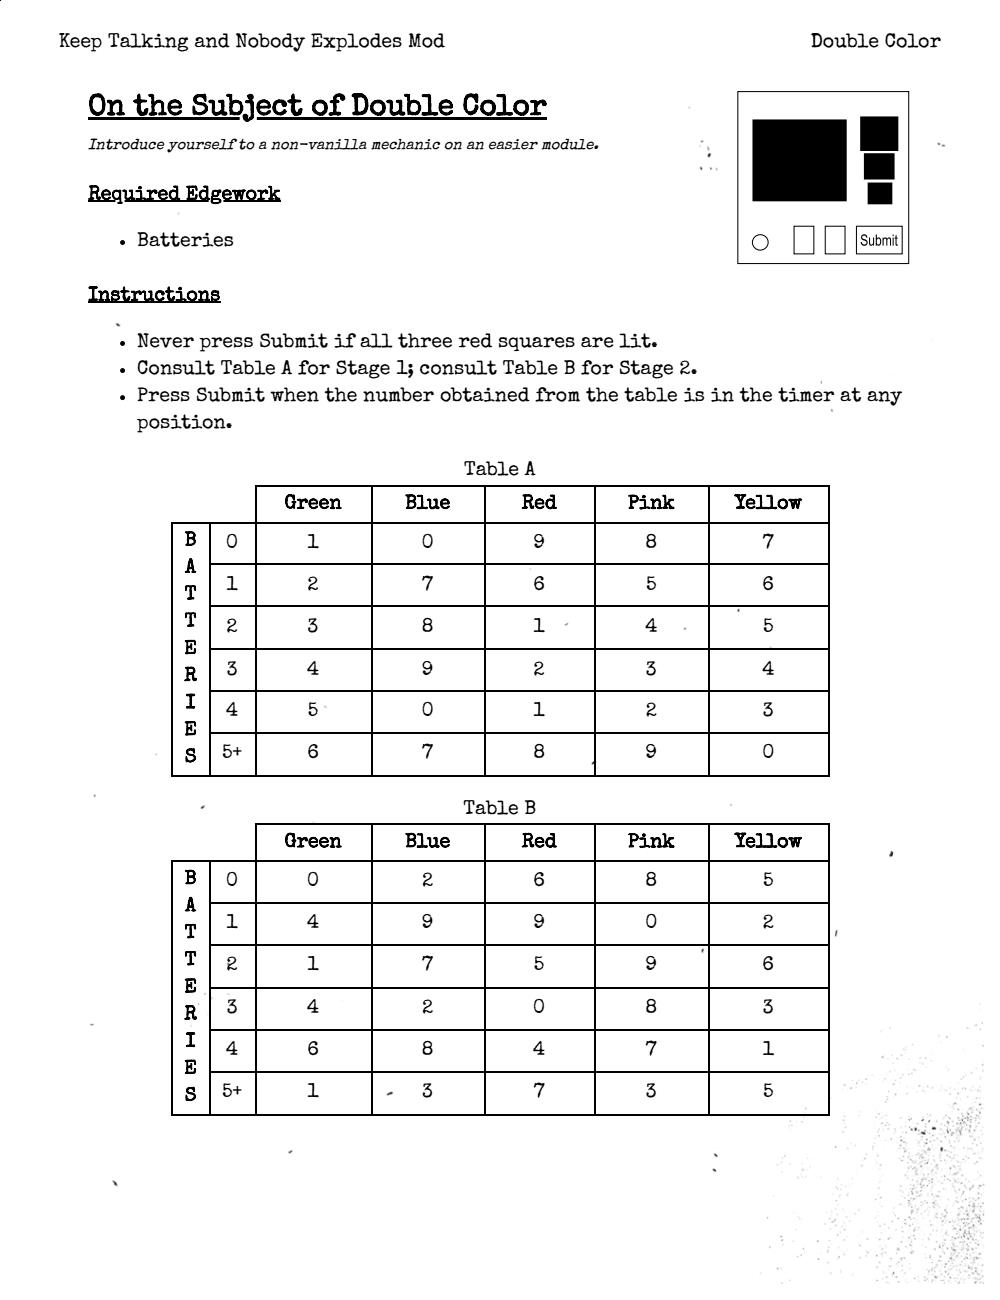 Keep Talking and Nobody Explodes Mod Double Color
On the Subject of Double Color
Introduce yourself to a non-vanilla mechanic on an easier module.
Required Edgework
• Batteries
Submit
Instructions
• Never press Submit if all three red squares are lit.
• Consult Table A for Stage 1; consult Table B for Stage 2.
• Press Submit when the number obtained from the table is in the timer at any
position.
Table A
Green Blue Red Pink Yellow
BATTERIES
0 1 0 9 8 7
1 2 7 6 5 6
2 3 8 1 4 5
3 4 9 2 3 4
4 5 0 1 2 3
5+ 6 7 8 9 0
Table B
Green Blue Red Pink Yellow
BATTERIES
0 0 2 6 8 5
1 4 9 9 0 2
2 1 7 5 9 6
3 4 2 0 8 3
4 6 8 4 7 1
5+ 1 3 7 3 5